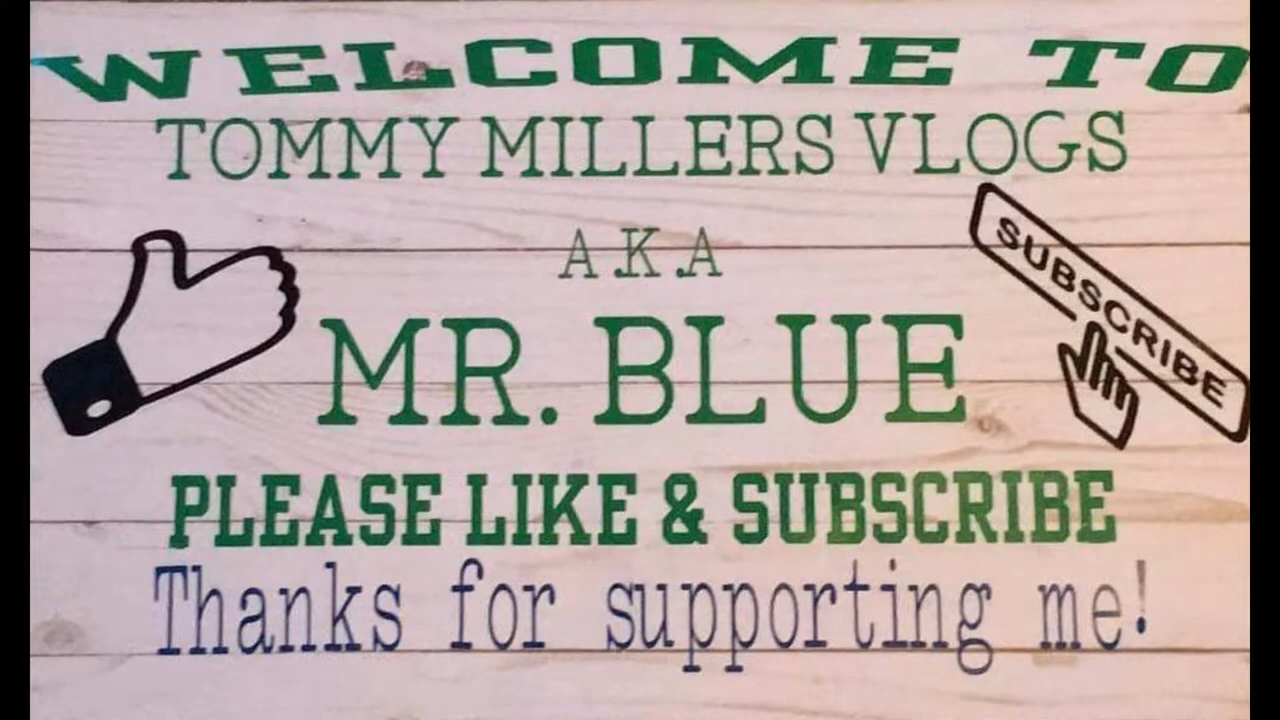 WELCOME TO
TOMMY MILLERS VLOGS
A.K.A
MR. BLUE
SUBSCRIBE
PLEASE LIKE & SUBSCRIBE
Thanks for supporting me!